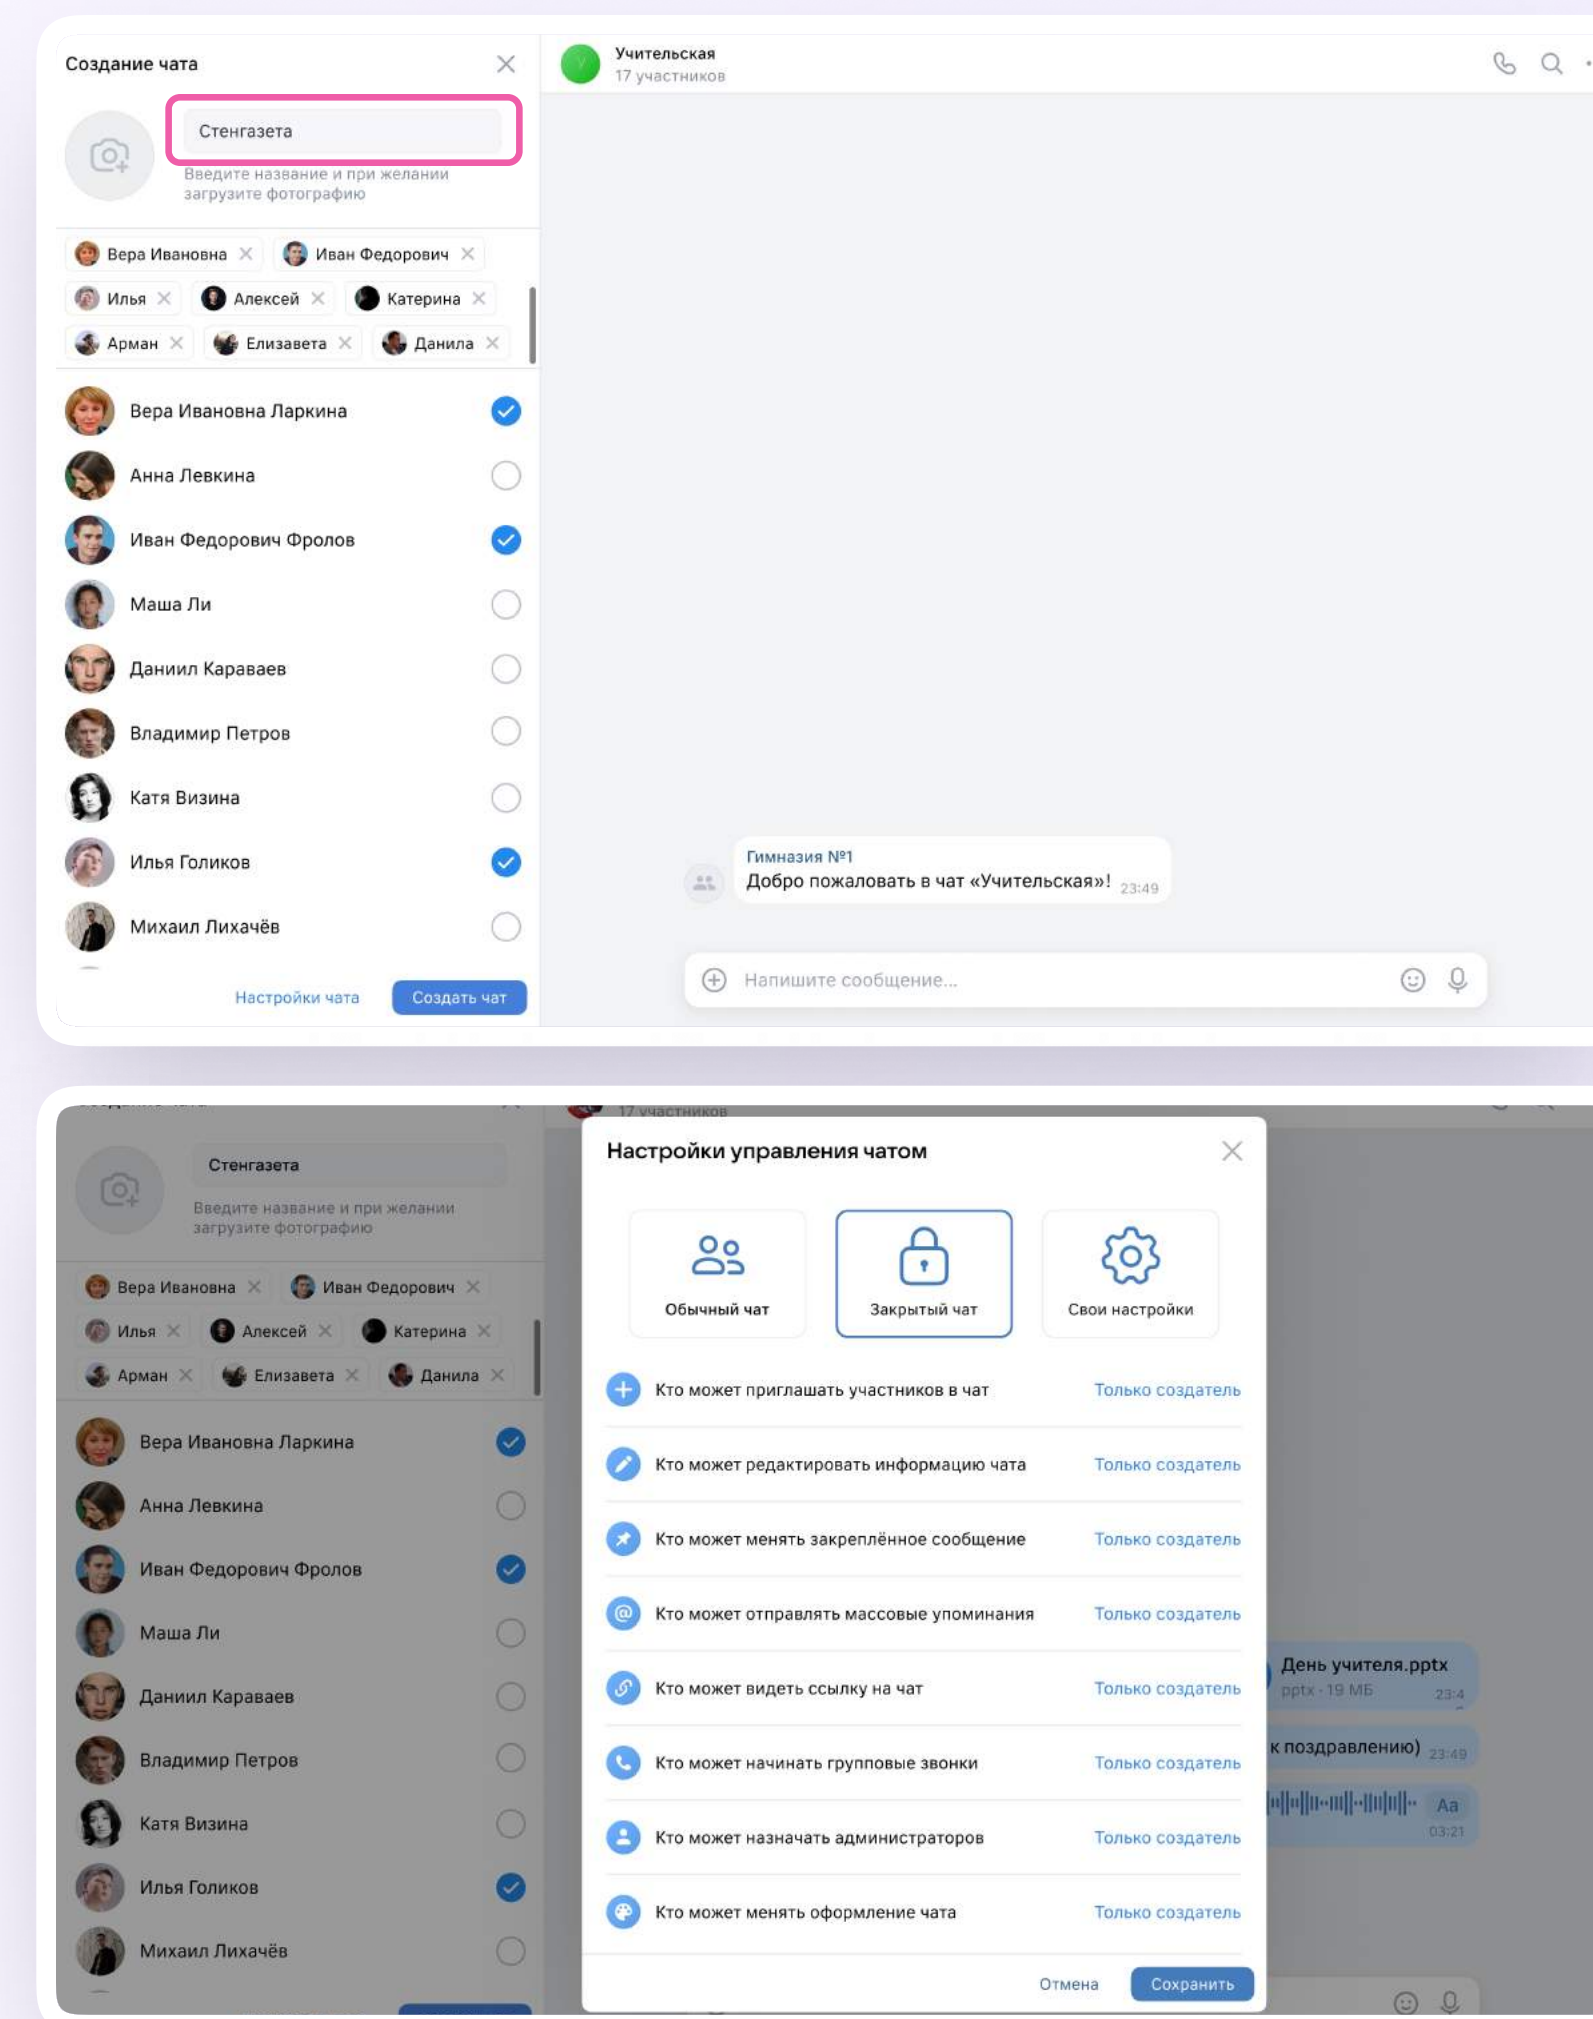 Создание чата
Стенгазета
Введите название и при желании
загрузите фотографию
Вера Ивановна
Иван Федорович
Илья
Алексей
Катерина
Арман
Елизавета
Данила
Вера Ивановна Ларкина
Анна Левкина
Иван Федорович Фролов
Маша Ли
Даниил Караваев
Владимир Петров
Катя Визина
Илья Голиков
Михаил Лихачёв
Настройки чата
Создать чат
У
Учительская
17 участников
Гимназия №1
Добро пожаловать в чат «Учительская»! 23:49
Напишите сообщение...
Стенгазета
Введите название и при желании
загрузите фотографию
Вера Ивановна
Иван Федорович
Илья
Алексей
Катерина
Арман
Елизавета
Данила
Вера Ивановна Ларкина
Анна Левкина
Иван Федорович Фролов
Маша Ли
Даниил Караваев
Владимир Петров
Катя Визина
Илья Голиков
Михаил Лихачёв
17 участников
Настройки управления чатом
Обычный чат
Закрытый чат
Свои настройки
Кто может приглашать участников в чат Только создатель
Кто может редактировать информацию чата Только создатель
Кто может менять закреплённое сообщение Только создатель
Кто может отправлять массовые упоминания Только создатель
Кто может видеть ссылку на чат Только создатель
Кто может начинать групповые звонки Только создатель
Кто может назначать администраторов Только создатель
Кто может менять оформление чата Только создатель
Отмена
Сохранить
День учителя.pptx
pptx · 19 МБ 23:4
к поздравлению) 23:49
Aa
03:21